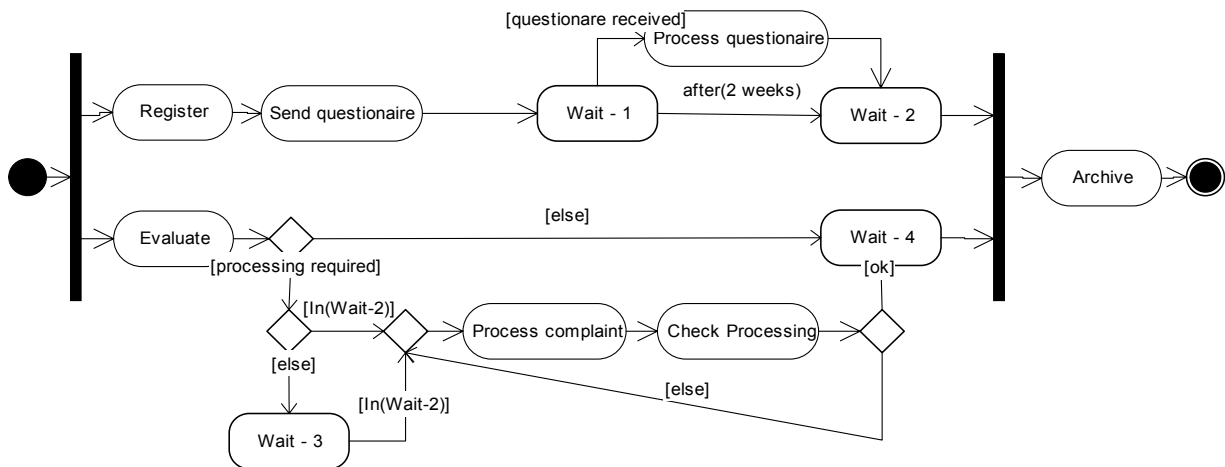 [questionare received]
Process questionaire
Register
Send questionaire
Wait - 1
after(2 weeks)
Wait - 2
Archive
Evaluate
[else]
Wait - 4
[processing required]
[ok]
[In(Wait-2)]
Process complaint
Check Processing
[else]
[else]
[In(Wait-2)]
Wait - 3